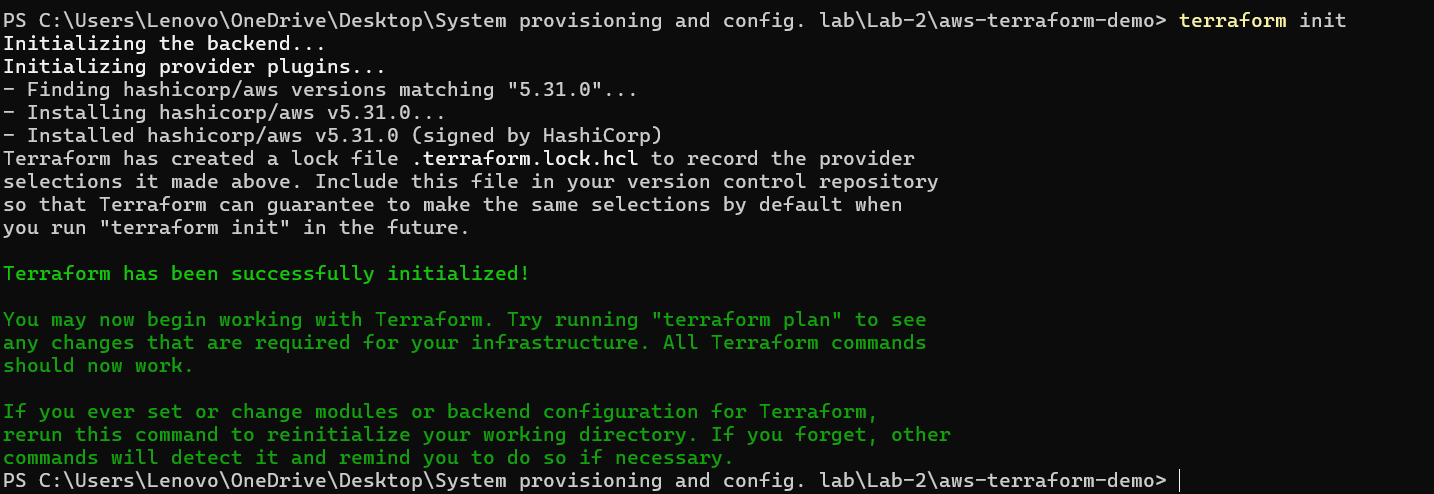 PS C:\Users\Lenovo\OneDrive\Desktop\System provisioning and config. lab\Lab-2\aws-terraform-demo> terraform init
Initializing the backend...
Initializing provider plugins...
- Finding hashicorp/aws versions matching "5.31.0"...
- Installing hashicorp/aws v5.31.0...
- Installed hashicorp/aws v5.31.0 (signed by HashiCorp)
Terraform has created a lock file .terraform.lock.hcl to record the provider
selections it made above. Include this file in your version control repository
so that Terraform can guarantee to make the same selections by default when
you run "terraform init" in the future.
Terraform has been successfully initialized!
You may now begin working with Terraform. Try running "terraform plan" to see
any changes that are required for your infrastructure. All Terraform commands
should now work.
If you ever set or change modules or backend configuration for Terraform,
rerun this command to reinitialize your working directory. If you forget, other
commands will detect it and remind you to do so if necessary.
PS C:\Users\Lenovo\OneDrive\Desktop\System provisioning and config. lab\Lab-2\aws-terraform-demo>